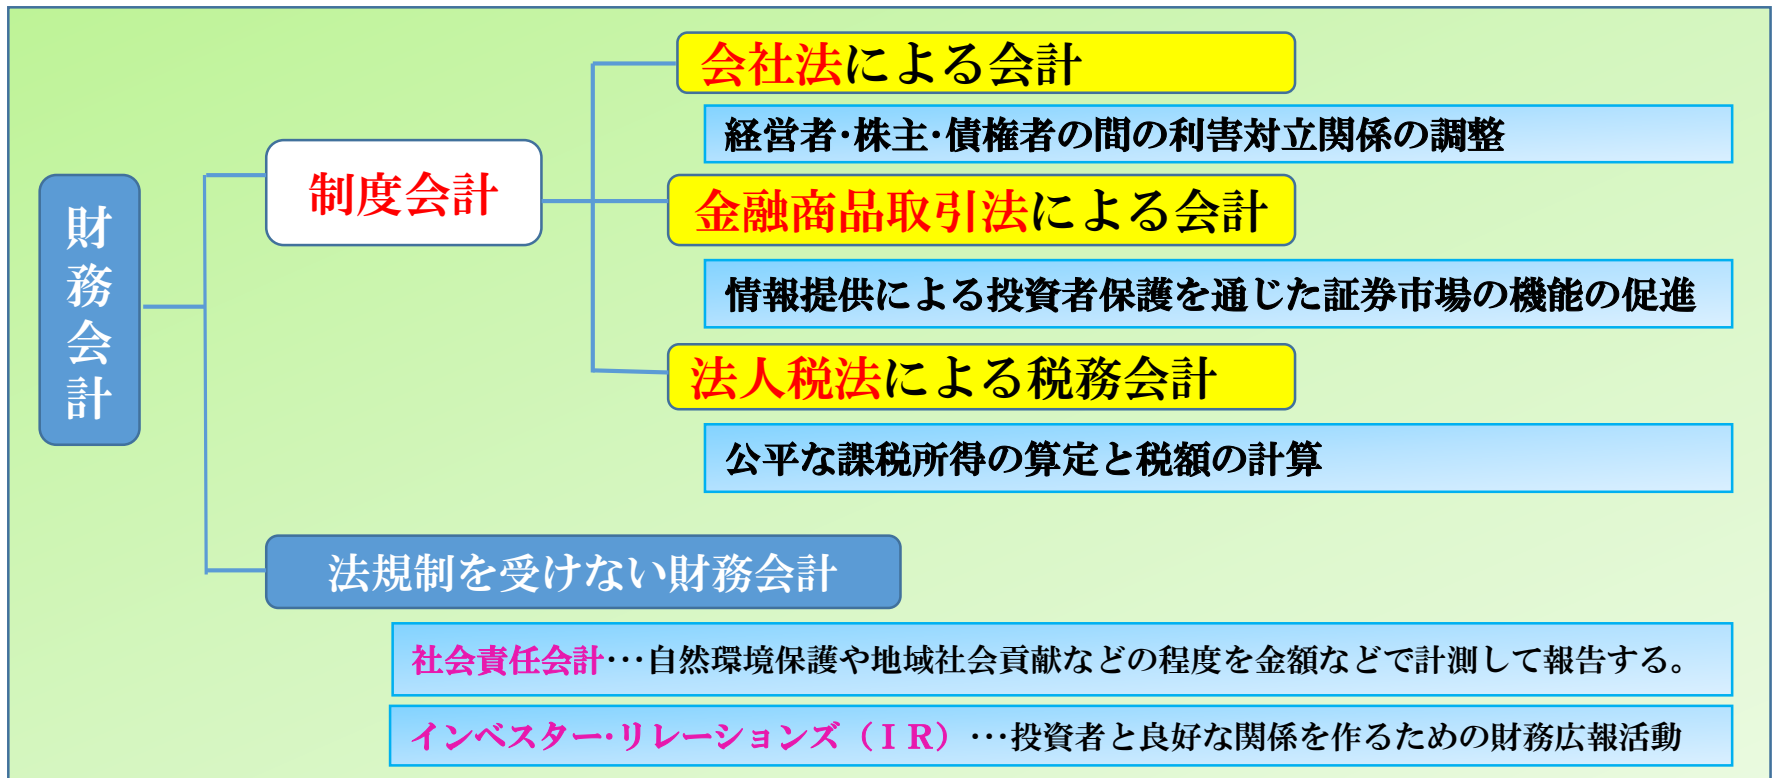 財務会計
制度会計
会社法による会計
経営者･株主･債権者の間の利害対立関係の調整
金融商品取引法による会計
情報提供による投資者保護を通じた証券市場の機能の促進
法人税法による税務会計
公平な課税所得の算定と税額の計算
法規制を受けない財務会計
社会責任会計･･･自然環境保護や地域社会貢献などの程度を金額などで計測して報告する。
インベスター･リレーションズ（ＩＲ）･･･投資者と良好な関係を作るための財務広報活動